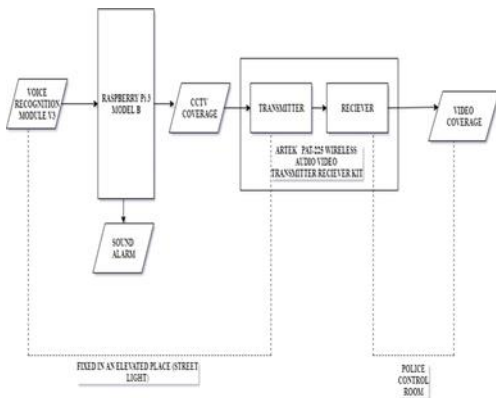 VOICE
RECOGNITION
MODULE V3
RASPBERRY Pi 3
MODEL B
CCTV
COVERAGE
TRANSMITTER
RECIEVER
VIDEO
COVERAGE
ARTEK PAT-225 WIRELESS
AUDIO VIDEO
TRANSMITTER RECIEVER KIT
SOUND
ALARM
FIXED IN AN ELEVATED PLACE (STREET
LIGHT)
POLICE
CONTROL
ROOM